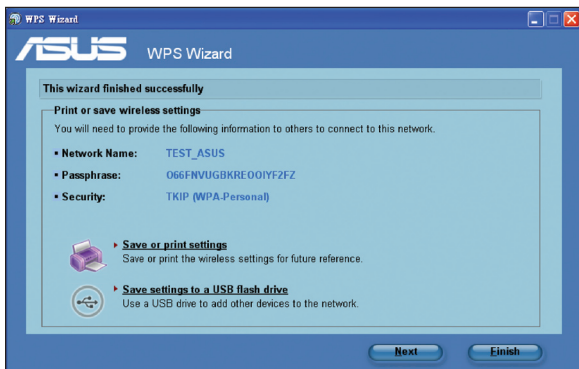 WPS Wizard
ASUS WPS Wizard
This wizard finished successfully
Print or save wireless settings
You will need to provide the following information to others to connect to this network.
Network Name: TEST_ASUS
Passphrase: O66FNVUGBKREOOIYF2FZ
Security: TKIP (WPA-Personal)
Save or print settings
Save or print the wireless settings for future reference.
Save settings to a USB flash drive
Use a USB drive to add other devices to the network.
Next Finish